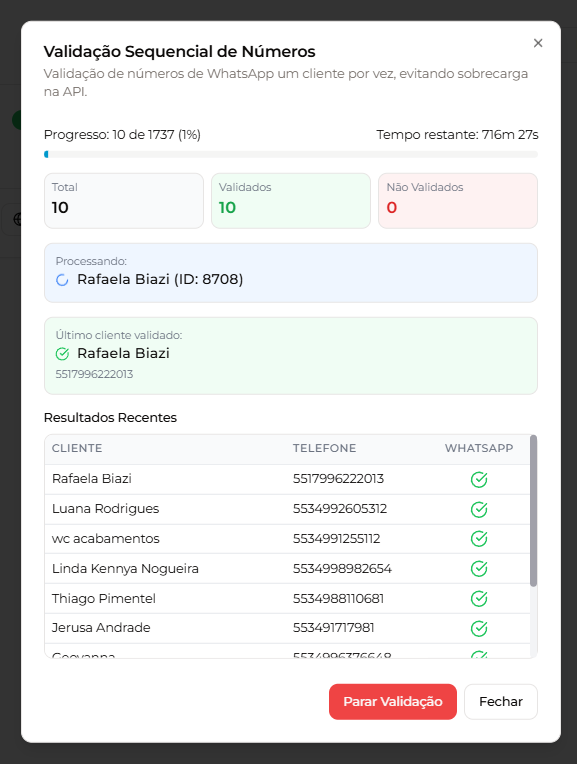 Validação Sequencial de Números
Validação de números de WhatsApp um cliente por vez, evitando sobrecarga
na API.
Progresso: 10 de 1737 (1%) Tempo restante: 716m 27s
Total Validados Não Validados
10 10 0
Processando:
Rafaela Biazi (ID: 8708)
Último cliente validado:
Rafaela Biazi
5517996222013
Resultados Recentes
CLIENTE TELEFONE WHATSAPP
Rafaela Biazi 5517996222013
Luana Rodrigues 5534992605312
wc acabamentos 5534991255112
Linda Kennya Nogueira 5534998982654
Thiago Pimentel 5534988110681
Jerusa Andrade 553491717981
Geovanna 5534996376648
Parar Validação Fechar